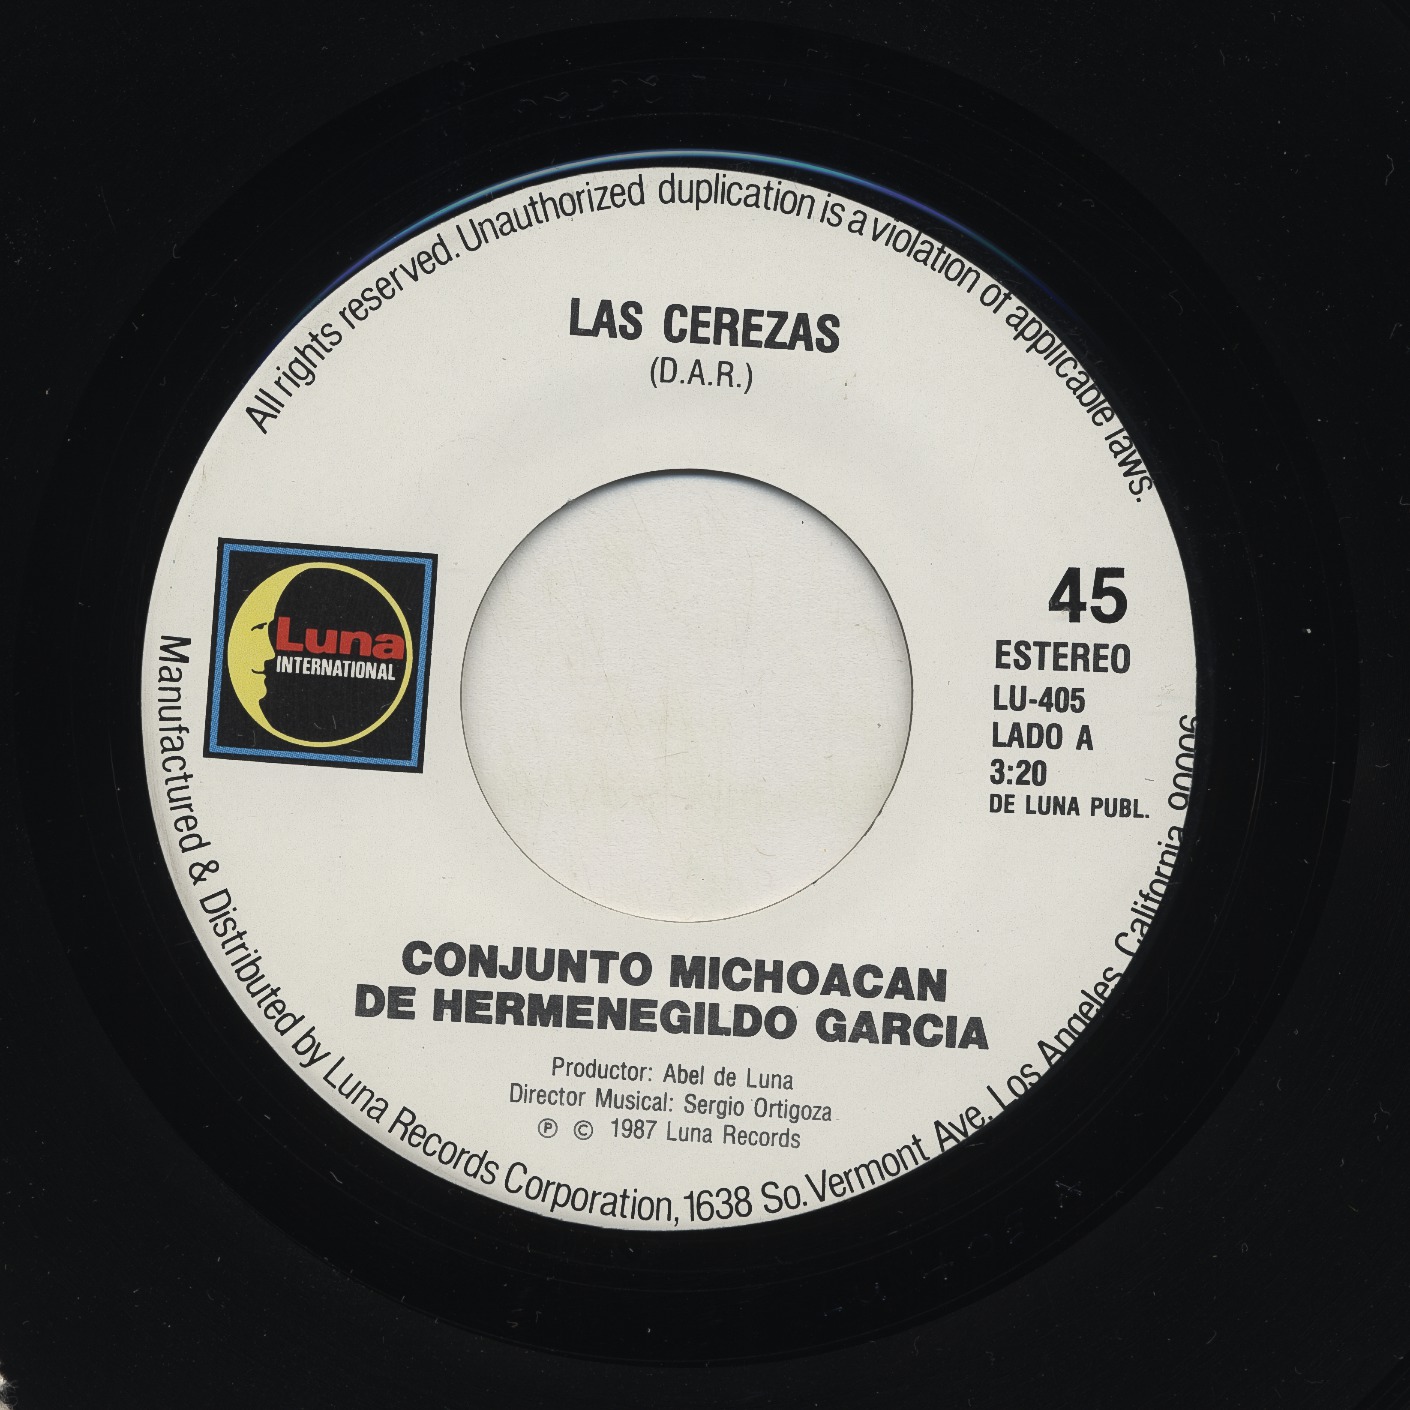 All rights reserved. Unauthorized duplication is a violation of applicable laws.
LAS CEREZAS
(D.A.R.)
Luna
INTERNATIONAL
45
ESTEREO
LU-405
LADO A
3:20
DE LUNA PUBL.
CONJUNTO MICHOACAN
DE HERMENEGILDO GARCIA
Productor: Abel de Luna
Director Musical: Sergio Ortigoza
℗ © 1987 Luna Records
Manufactured & Distributed by Luna Records Corporation, 1638 So. Vermont Ave. Los Angeles, California 90006